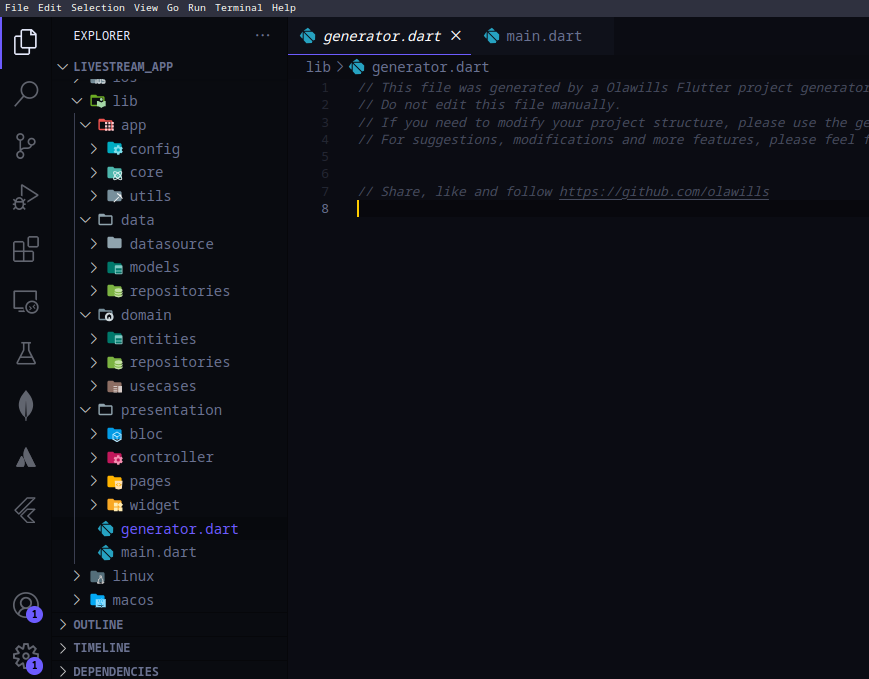 File Edit Selection View Go Run Terminal Help
EXPLORER
generator.dart
main.dart
LIVESTREAM_APP
lib > generator.dart
ios
lib
app
config
core
utils
data
datasource
models
repositories
domain
entities
repositories
usecases
presentation
bloc
controller
pages
widget
generator.dart
main.dart
linux
macos
OUTLINE
TIMELINE
DEPENDENCIES
1 // This file was generated by a Olawills Flutter project generator
2 // Do not edit this file manually.
3 // If you need to modify your project structure, please use the ge
4 // For suggestions, modifications and more features, please feel f
5
6
7 // Share, like and follow https://github.com/olawills
8
1
1